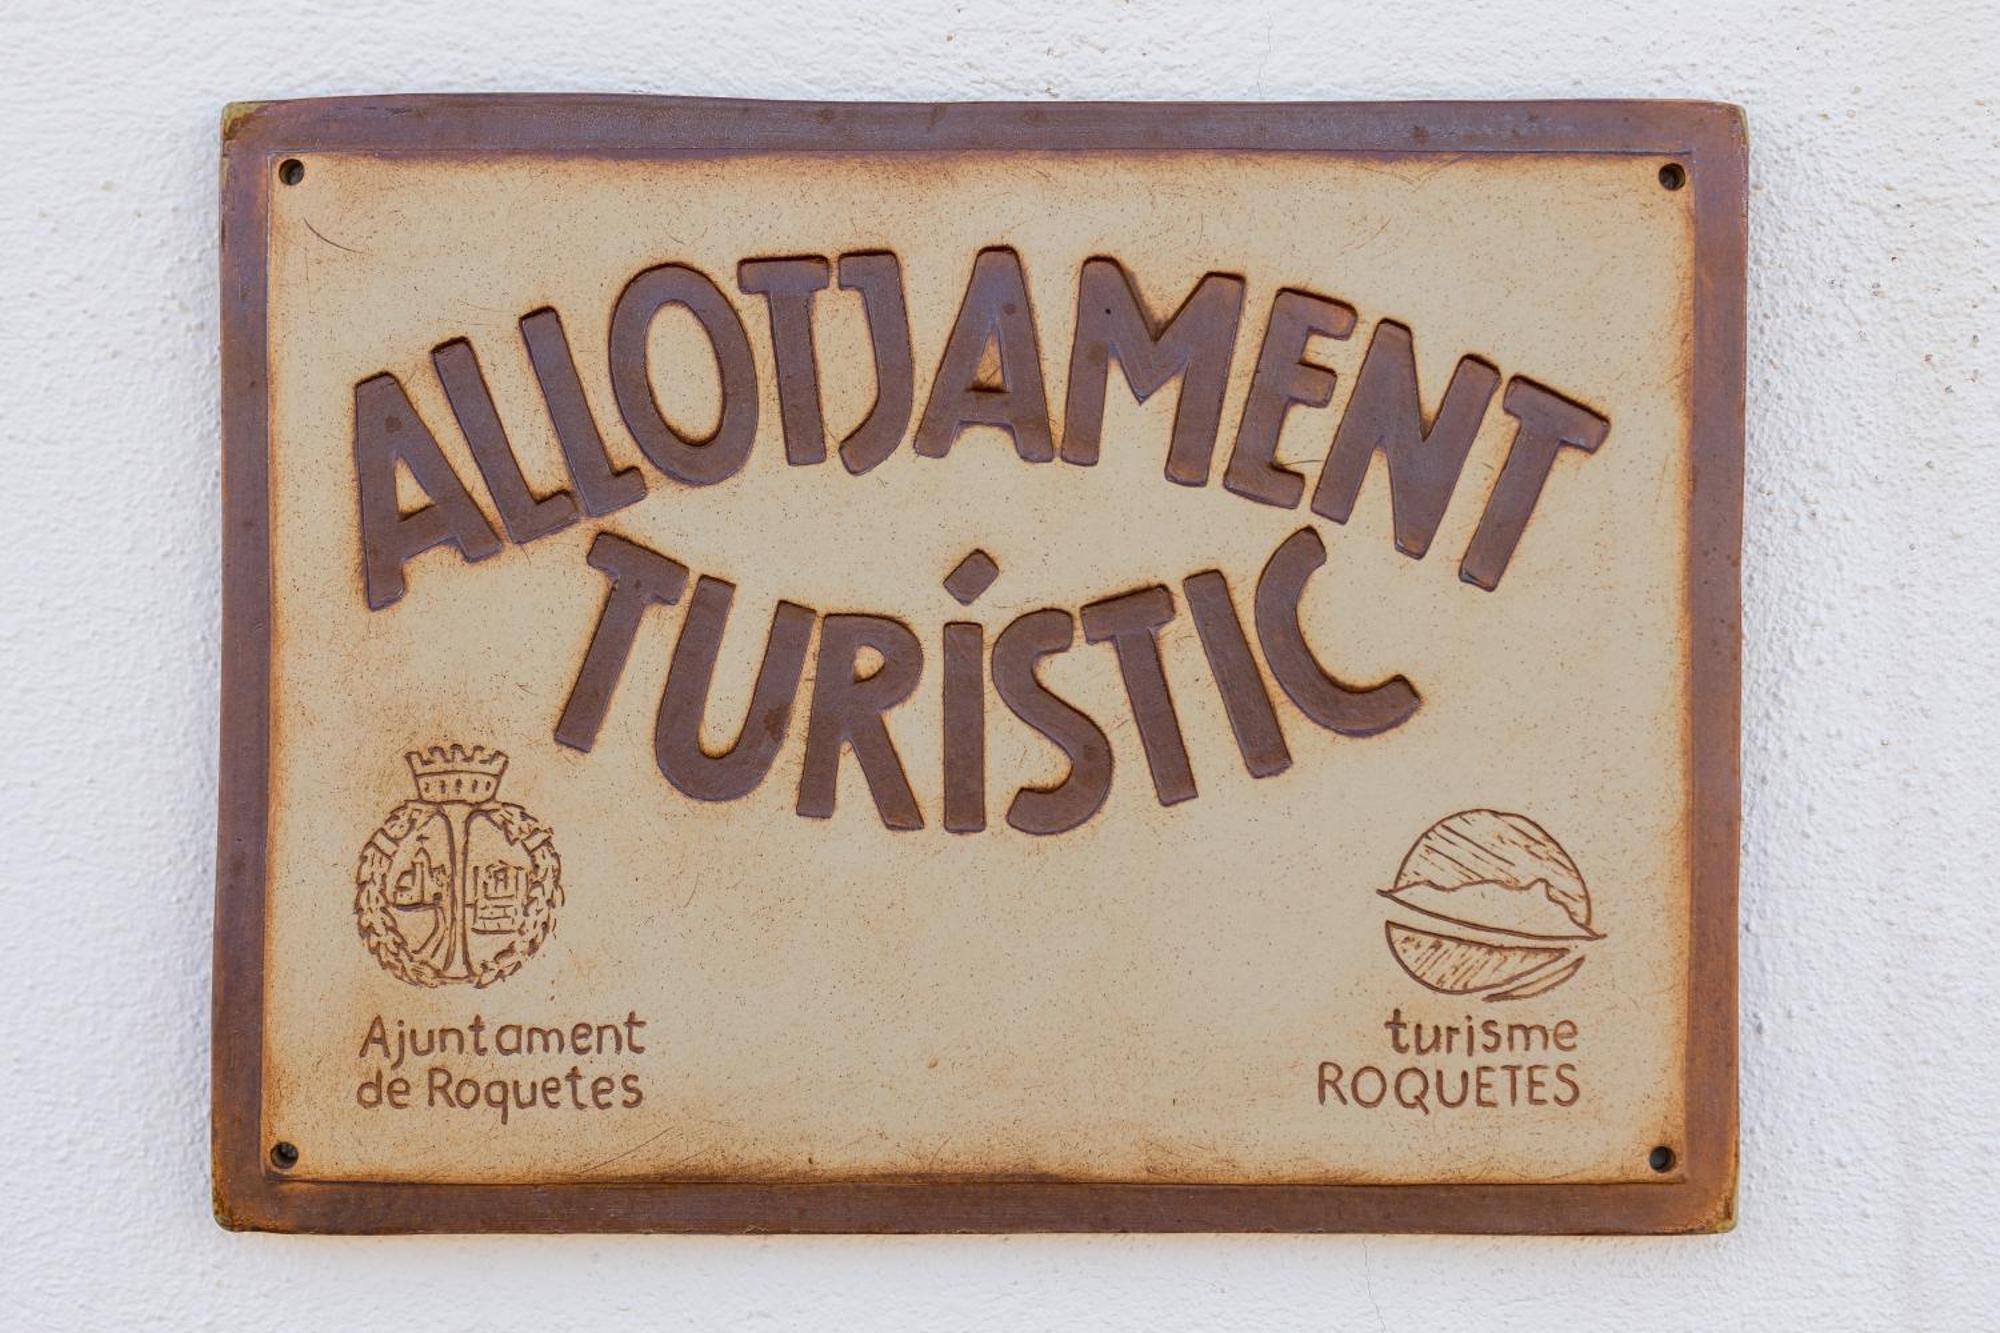 ALLOTJAMENT
TURÍSTIC
Ajuntament
de Roquetes
turisme
ROQUETES